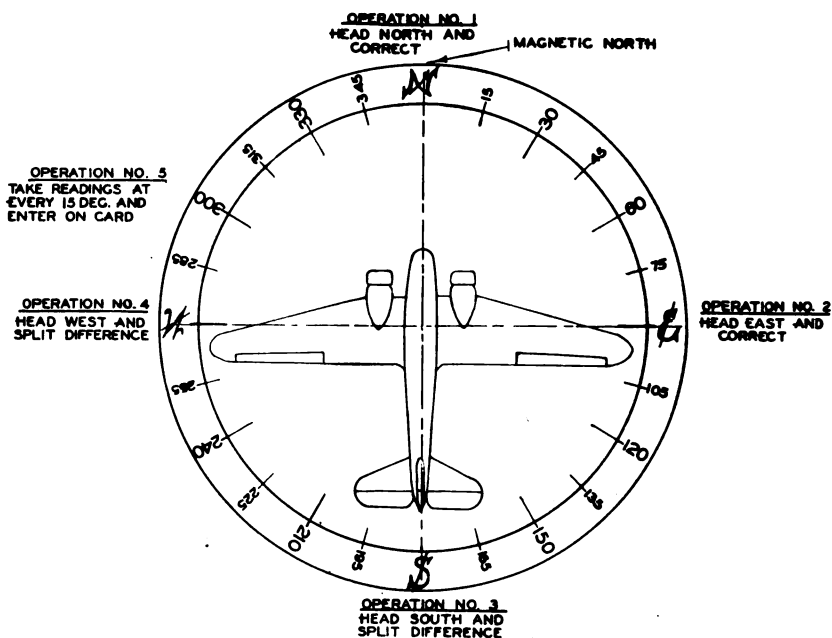 OPERATION NO. 1
HEAD NORTH AND
CORRECT
MAGNETIC NORTH
N
15
30
45
60
75
E
105
120
135
150
165
S
195
210
225
240
W
285
300
315
330
345
OPERATION NO. 5
TAKE READINGS AT
EVERY 15 DEG. AND
ENTER ON CARD
OPERATION NO. 4
HEAD WEST AND
SPLIT DIFFERENCE
OPERATION NO. 2
HEAD EAST AND
CORRECT
OPERATION NO. 3
HEAD SOUTH AND
SPLIT DIFFERENCE